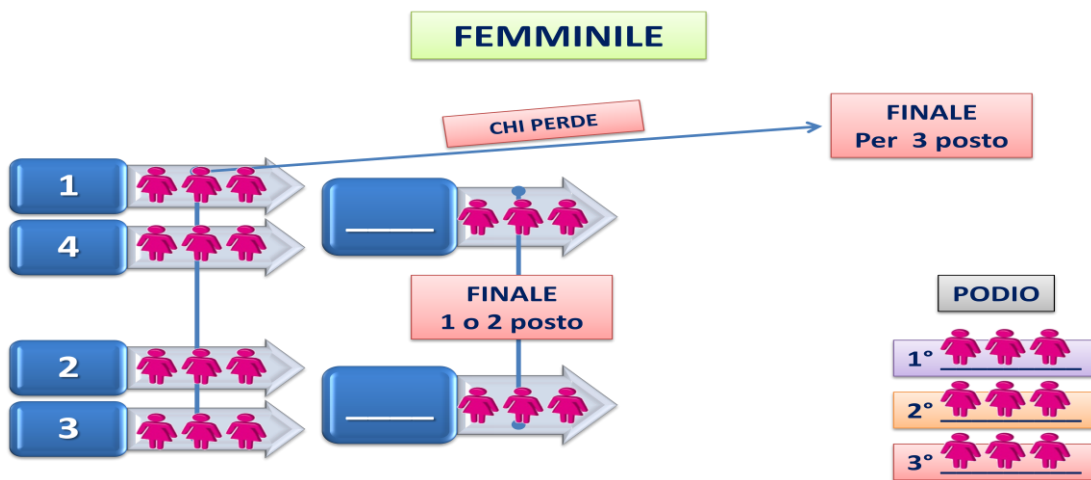 FEMMINILE
CHI PERDE
FINALE
Per 3 posto
1
4
FINALE
1 o 2 posto
2
3
PODIO
1°
2°
3°